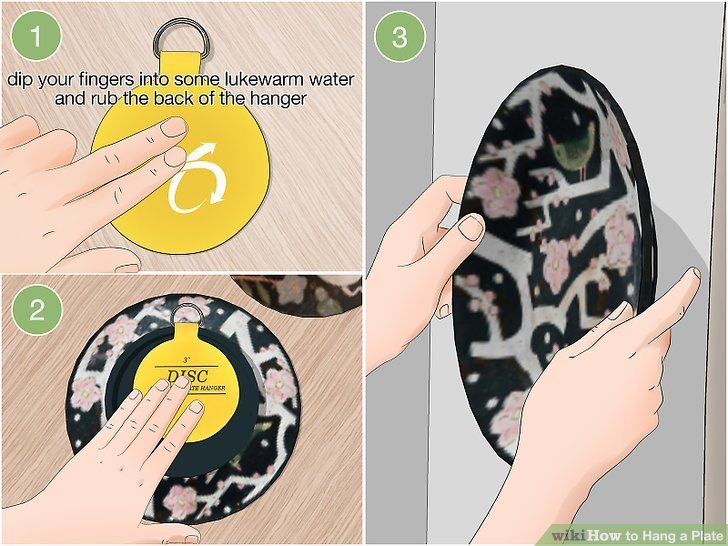 1
dip your fingers into some lukewarm water
and rub the back of the hanger
2
3"
DISC
HANGER
3
wikiHow to Hang a Plate